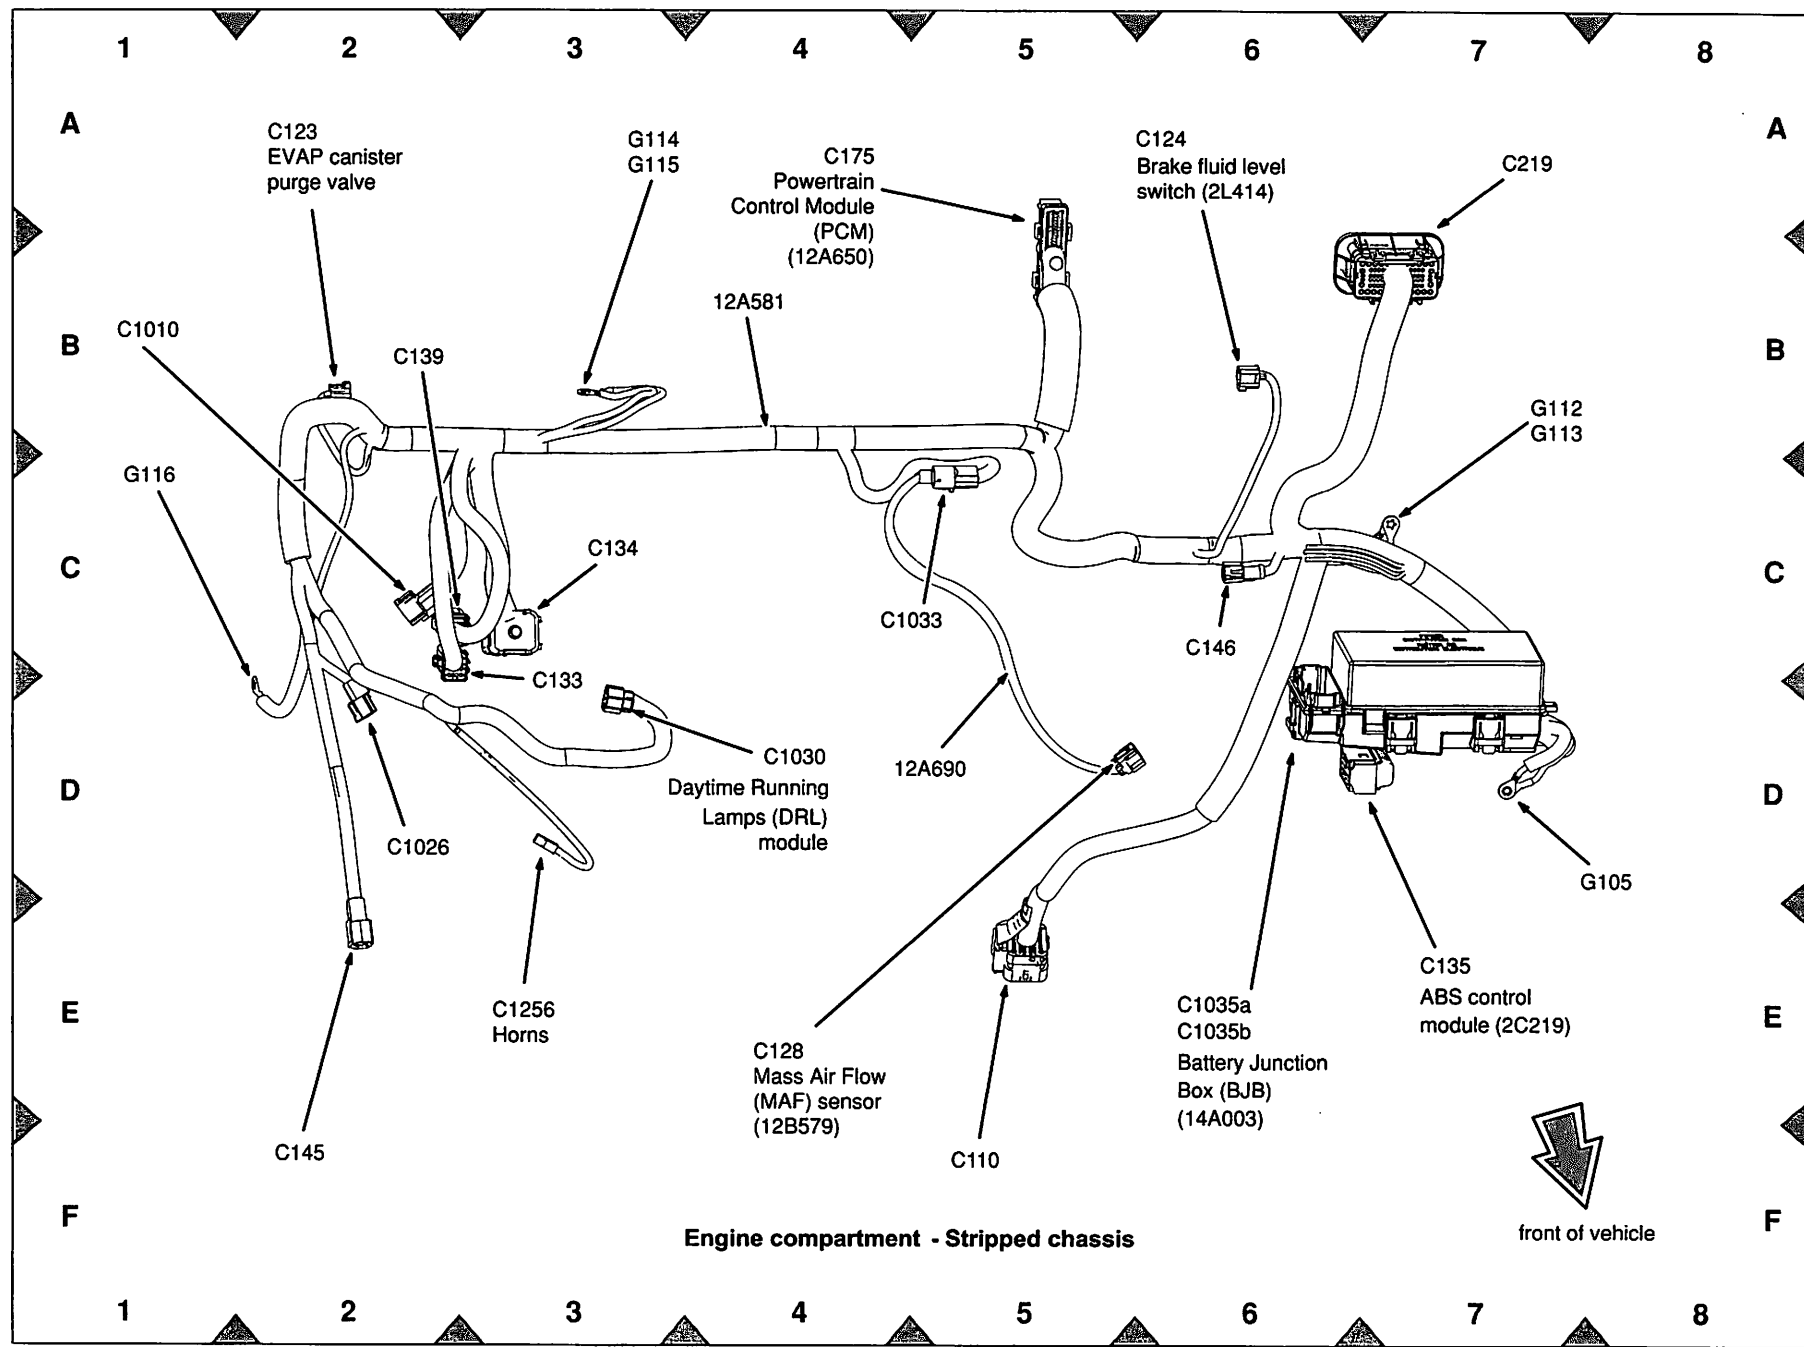 1 2 3 4 5 6 7 8
A A
C123
EVAP canister
purge valve
G114
G115
C175
Powertrain
Control Module
(PCM)
(12A650)
C124
Brake fluid level
switch (2L414)
C219
12A581
C1010
B B
C139
G112
G113
G116
C C
C134
C1033
C146
C133
C1030
Daytime Running
Lamps (DRL)
module
12A690
D D
C1026
G105
C135
ABS control
module (2C219)
C1256
Horns
E E
C1035a
C1035b
Battery Junction
Box (BJB)
(14A003)
C128
Mass Air Flow
(MAF) sensor
(12B579)
C145
C110
F F
front of vehicle
Engine compartment - Stripped chassis
1 2 3 4 5 6 7 8